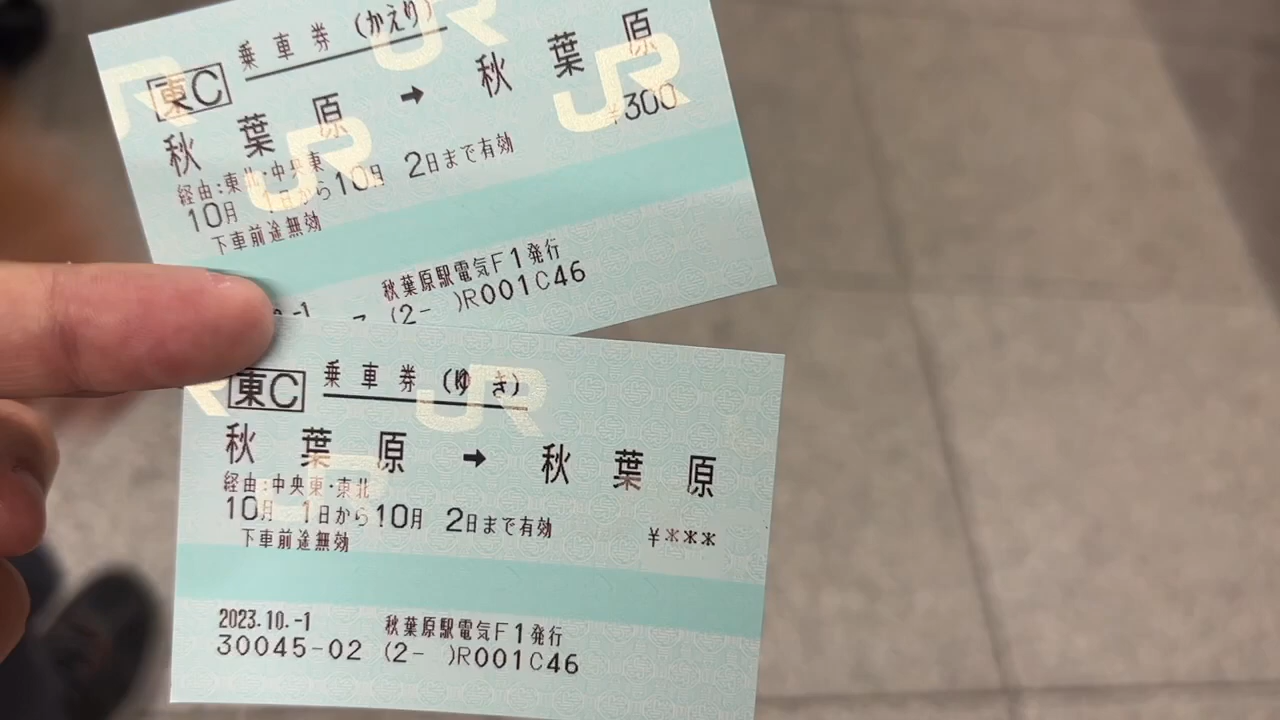 東C 乗車券 (かえり)
秋葉原 → 秋葉原
経由:東北・中央東 ¥300
10月 1日から10月 2日まで有効
下車前途無効
-1 秋葉原駅電気F1発行
(2- )R001C46
東C 乗車券 (ゆき)
秋葉原 → 秋葉原
経由:中央東・東北
10月 1日から10月 2日まで有効 ¥***
下車前途無効
2023.10.-1 秋葉原駅電気F1発行
30045-02 (2- )R001C46
JR
JR
JR
JR
JR